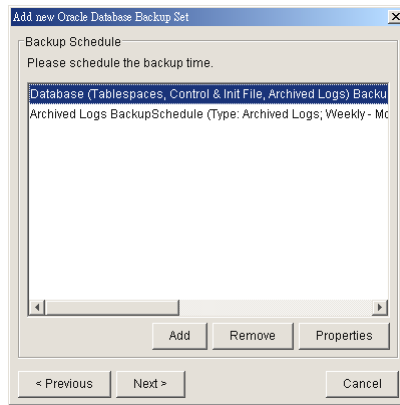 Add new Oracle Database Backup Set
Backup Schedule
Please schedule the backup time.
Database (Tablespaces, Control & Init File, Archived Logs) Backu
Archived Logs BackupSchedule (Type: Archived Logs; Weekly - Mo
Add Remove Properties
< Previous Next > Cancel